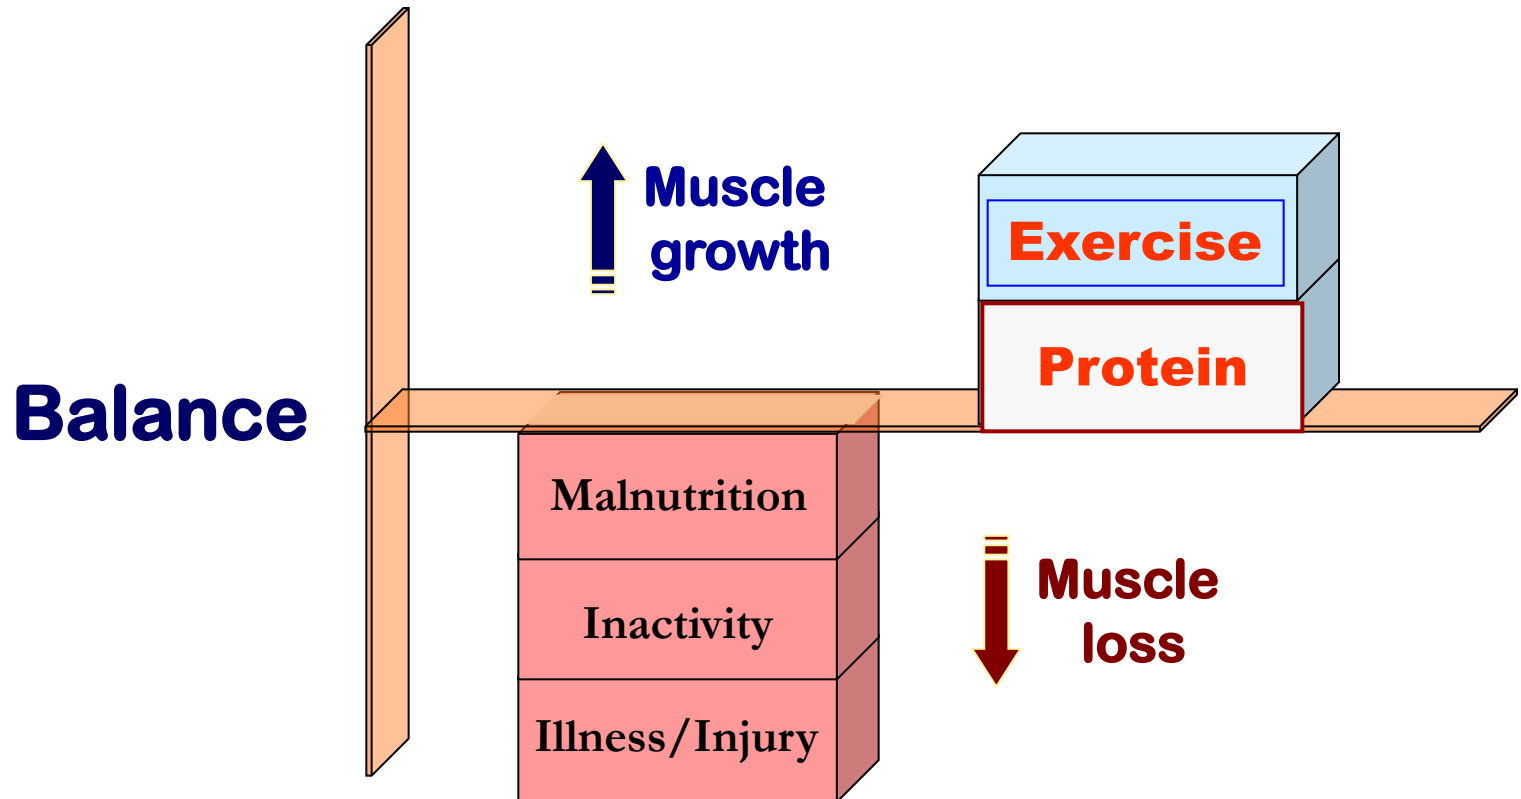 Muscle
growth
Exercise
Protein
Balance
Malnutrition
Inactivity
Illness/Injury
Muscle
loss